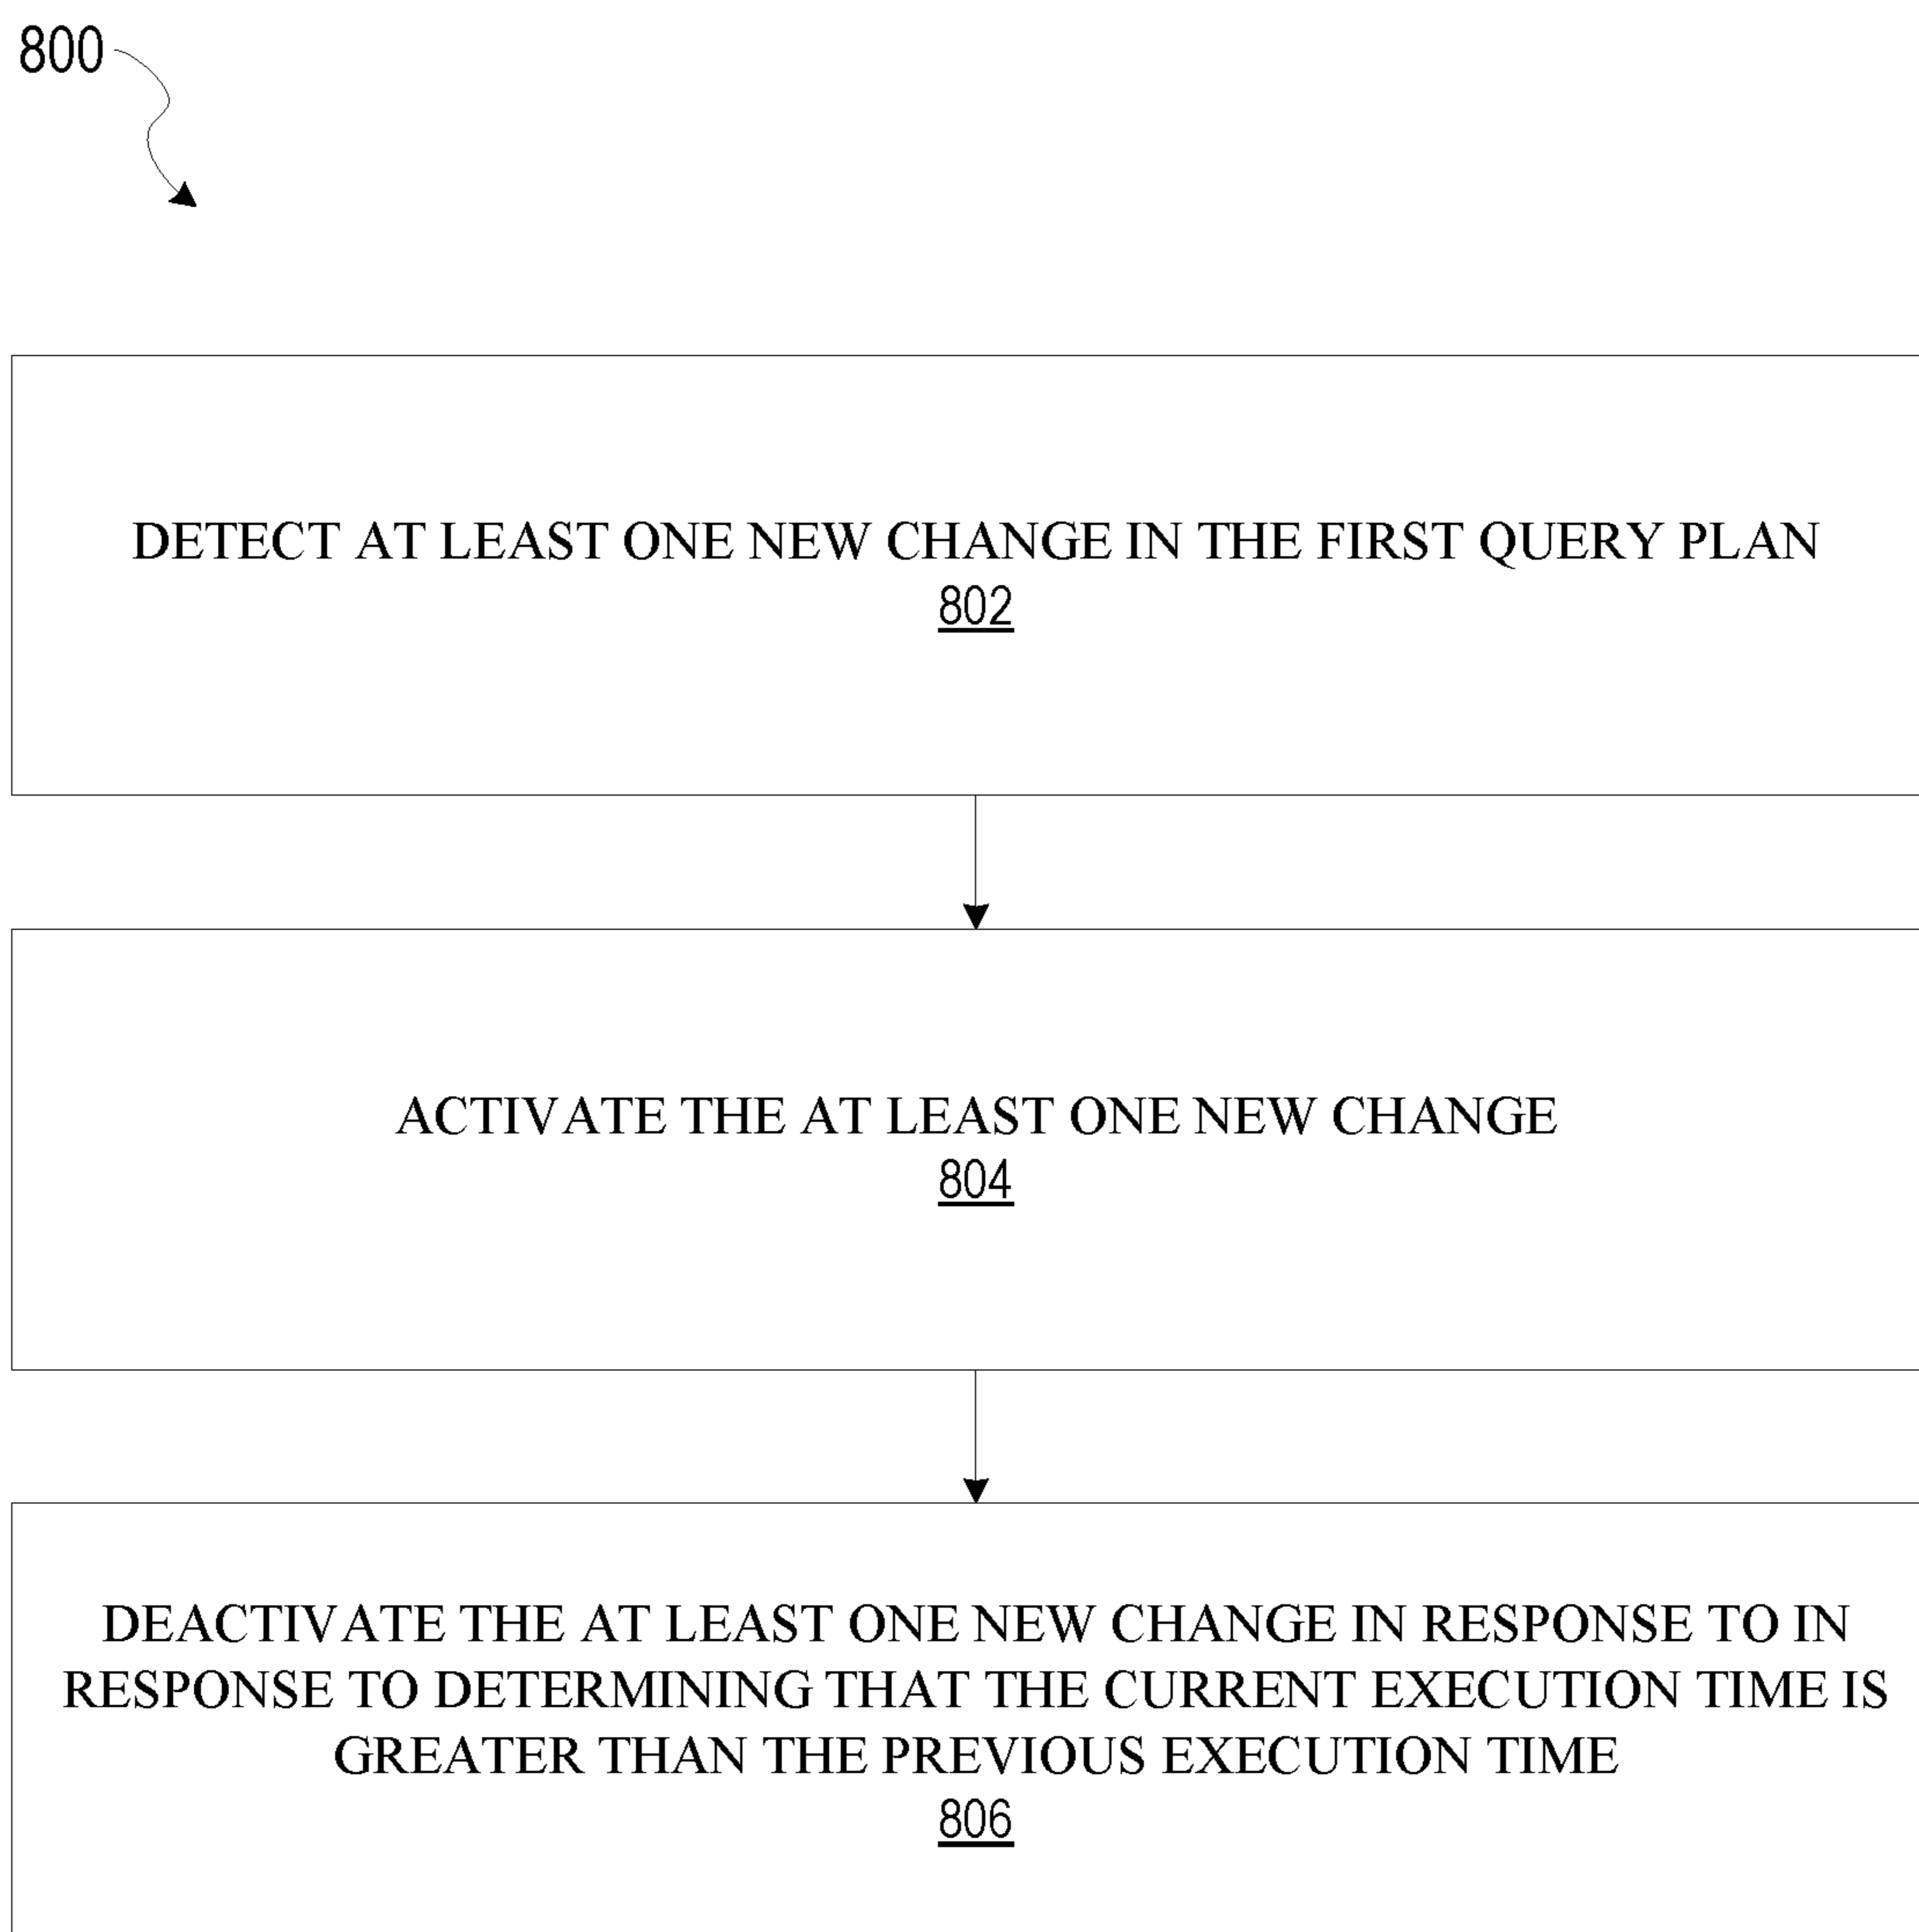 800
DETECT AT LEAST ONE NEW CHANGE IN THE FIRST QUERY PLAN
802
ACTIVATE THE AT LEAST ONE NEW CHANGE
804
DEACTIVATE THE AT LEAST ONE NEW CHANGE IN RESPONSE TO IN
RESPONSE TO DETERMINING THAT THE CURRENT EXECUTION TIME IS
GREATER THAN THE PREVIOUS EXECUTION TIME
806